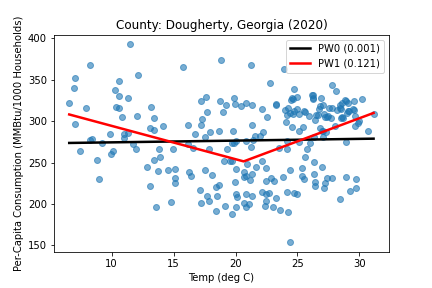 County: Dougherty, Georgia (2020)
Per-Capita Consumption (MMBtu/1000 Households)
400
350
300
250
200
150
PW0 (0.001)
PW1 (0.121)
10
15
20
25
30
Temp (deg C)